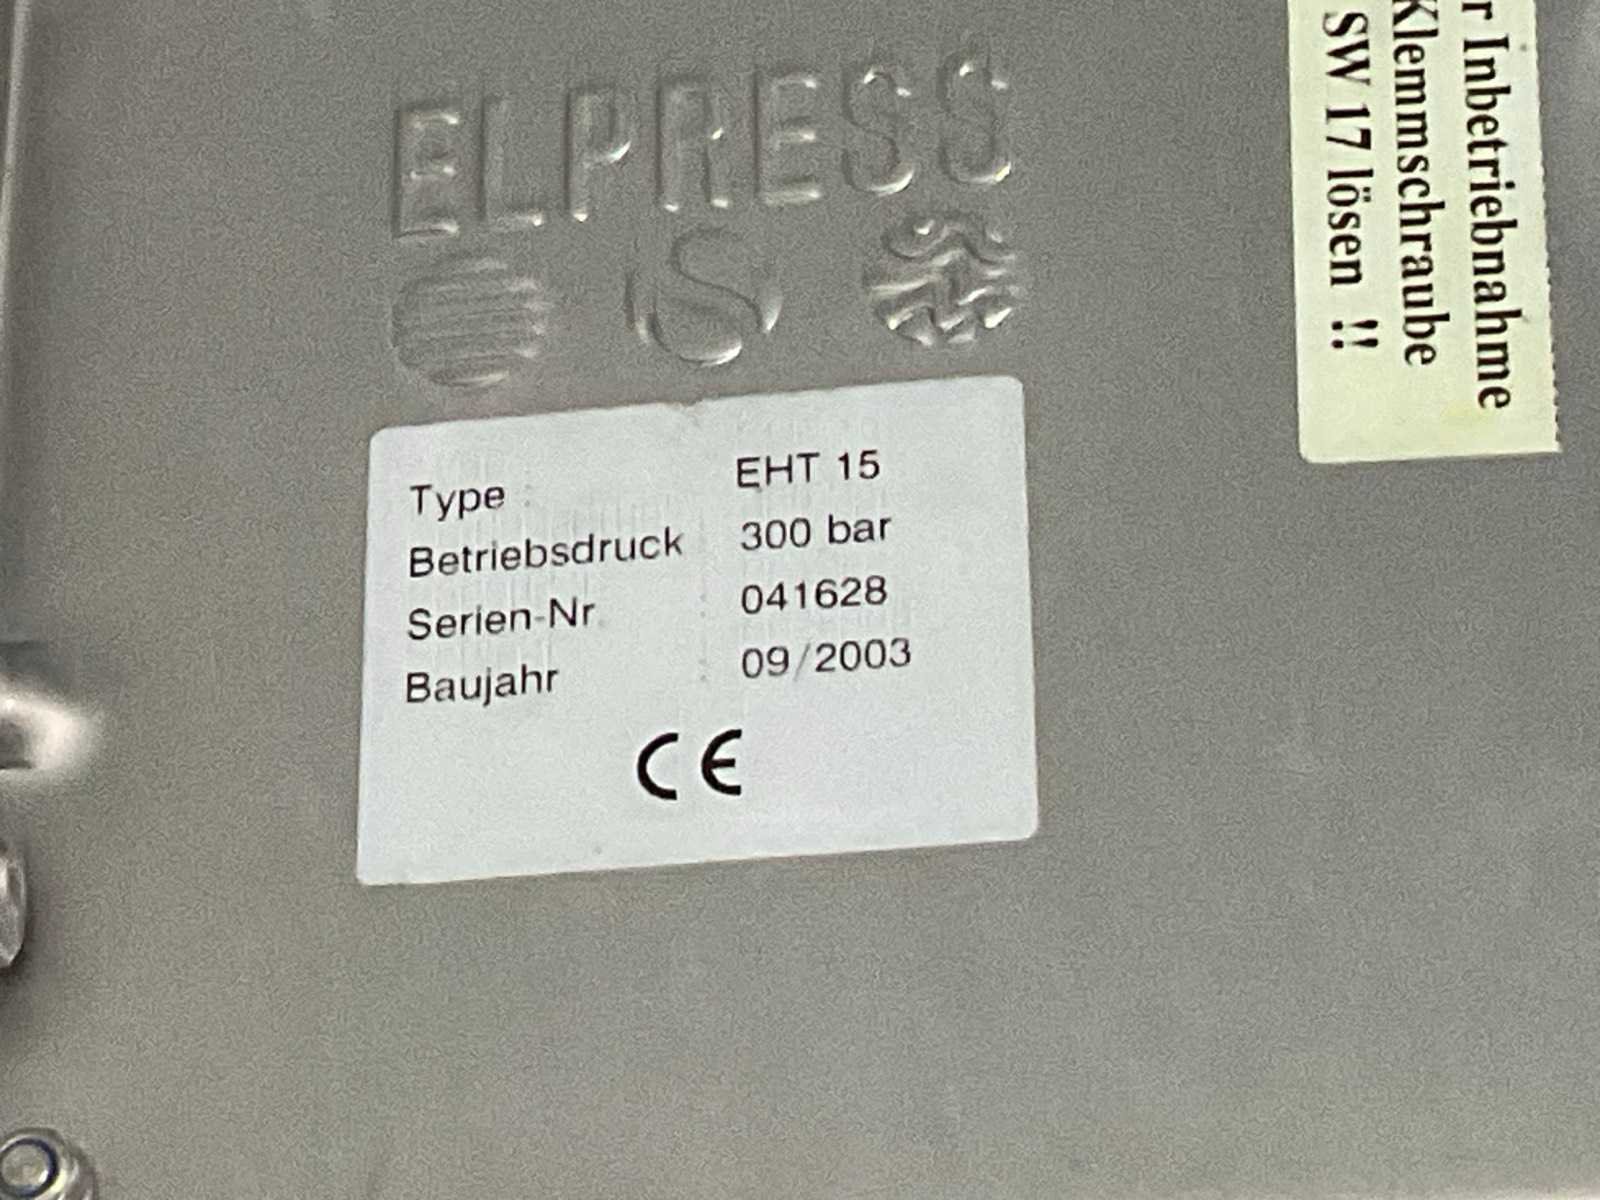 ELPRESS
Type EHT 15
Betriebsdruck 300 bar
Serien-Nr. 041628
Baujahr : 09/2003
CE
r Inbetriebnahme
Klemmschraube
SW 17 lösen !!